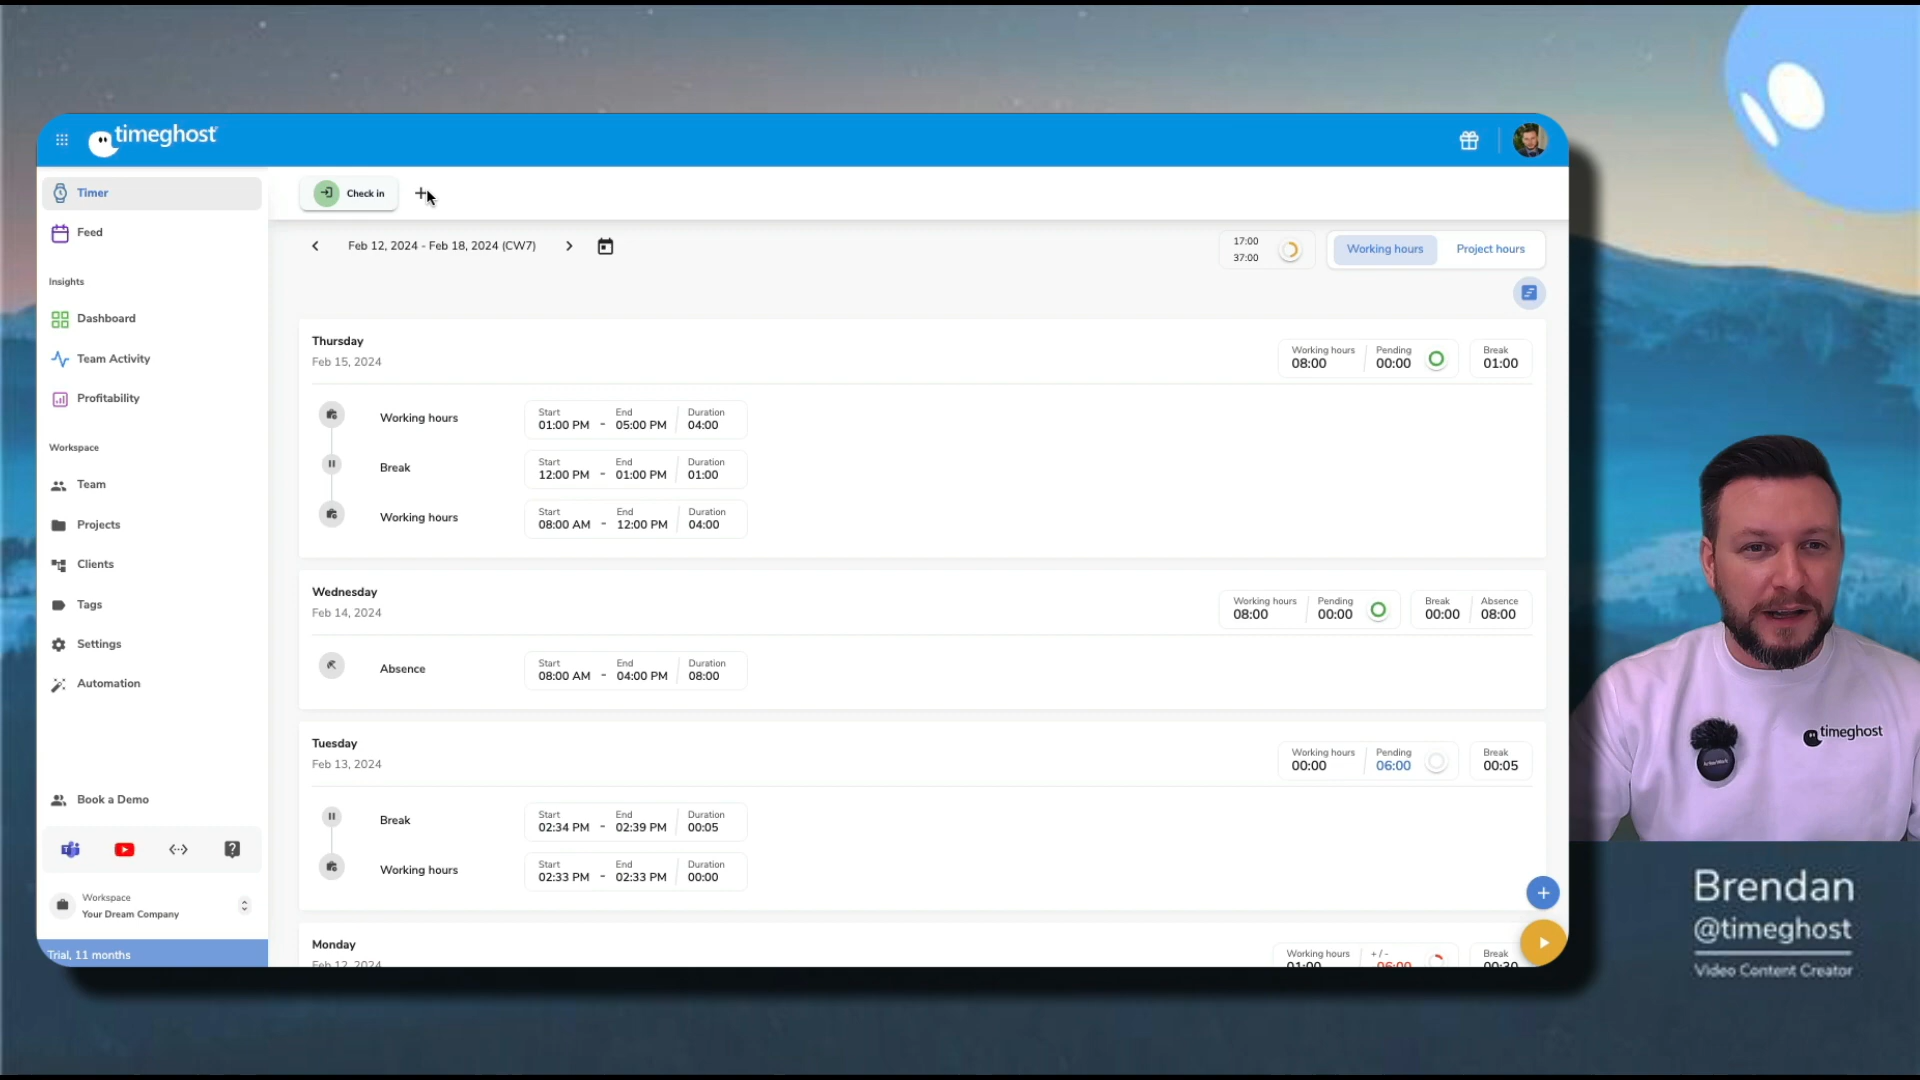 timeghost
Timer
Feed
Insights
Dashboard
Team Activity
Profitability
Workspace
Team
Projects
Clients
Tags
Settings
Automation
Book a Demo
Workspace
Your Dream Company
Trial, 11 months
Check in
Feb 12, 2024 - Feb 18, 2024 (CW7)
17:00
37:00
Working hours
Project hours
Thursday
Feb 15, 2024
Working hours
08:00
Pending
00:00
Break
01:00
Working hours
Start
01:00 PM
-
End
05:00 PM
Duration
04:00
Break
Start
12:00 PM
-
End
01:00 PM
Duration
01:00
Working hours
Start
08:00 AM
-
End
12:00 PM
Duration
04:00
Wednesday
Feb 14, 2024
Working hours
08:00
Pending
00:00
Break
00:00
Absence
08:00
Absence
Start
08:00 AM
-
End
04:00 PM
Duration
08:00
Tuesday
Feb 13, 2024
Working hours
00:00
Pending
06:00
Break
00:05
Break
Start
02:34 PM
-
End
02:39 PM
Duration
00:05
Working hours
Start
02:33 PM
-
End
02:33 PM
Duration
00:00
Monday
Feb 12, 2024
Working hours
01:00
+ / -
06:00
Break
00:30
timeghost
Brendan
@timeghost
Video Content Creator